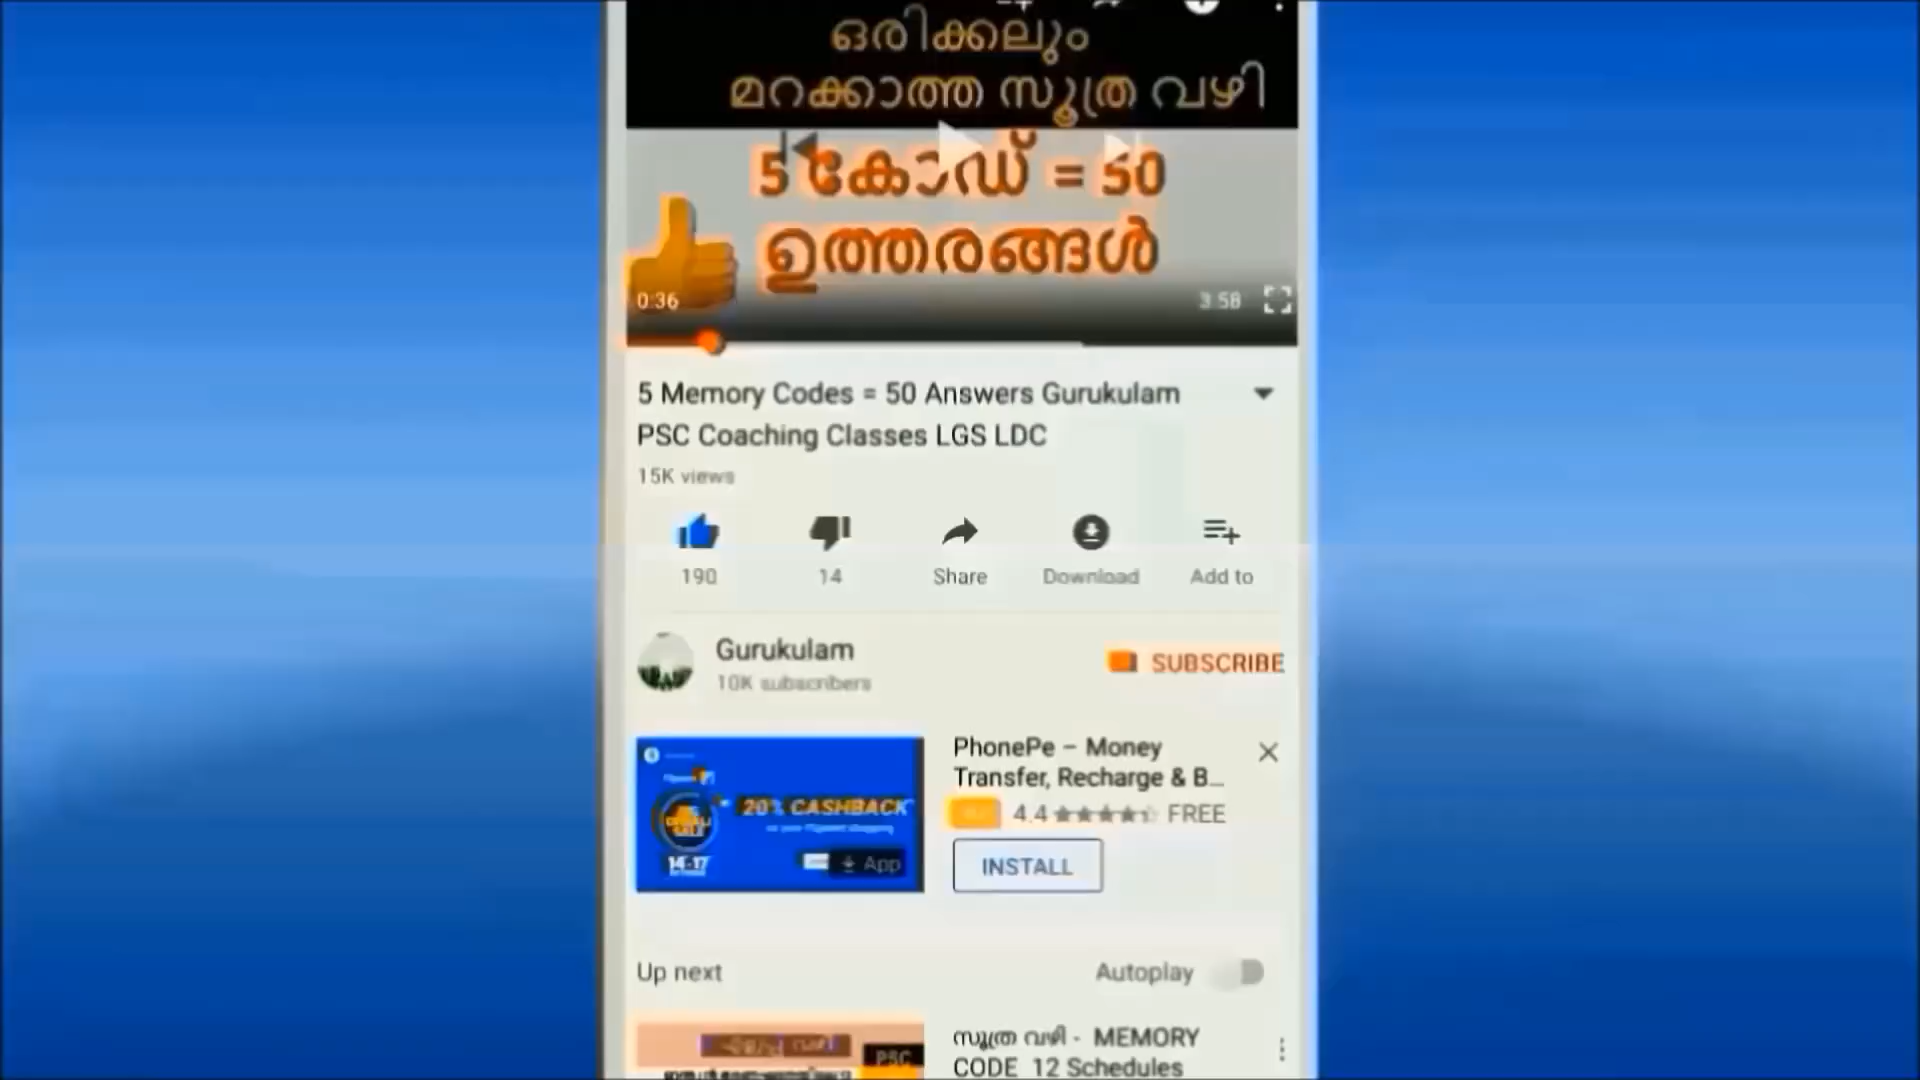 ഒരിക്കലും
മറക്കാത്ത സൂത്ര വഴി
5 കോഡ് = 50
ഉത്തരങ്ങൾ
0:36
3:58
5 Memory Codes = 50 Answers Gurukulam
PSC Coaching Classes LGS LDC
15K views
190
14
Share
Download
Add to
Gurukulam
10K subscribers
SUBSCRIBE
PhonePe – Money
Transfer, Recharge & B...
4.4 FREE
INSTALL
20% CASHBACK
14-17
App
Up next
Autoplay
സൂത്ര വഴി - MEMORY
CODE 12 Schedules
PSC